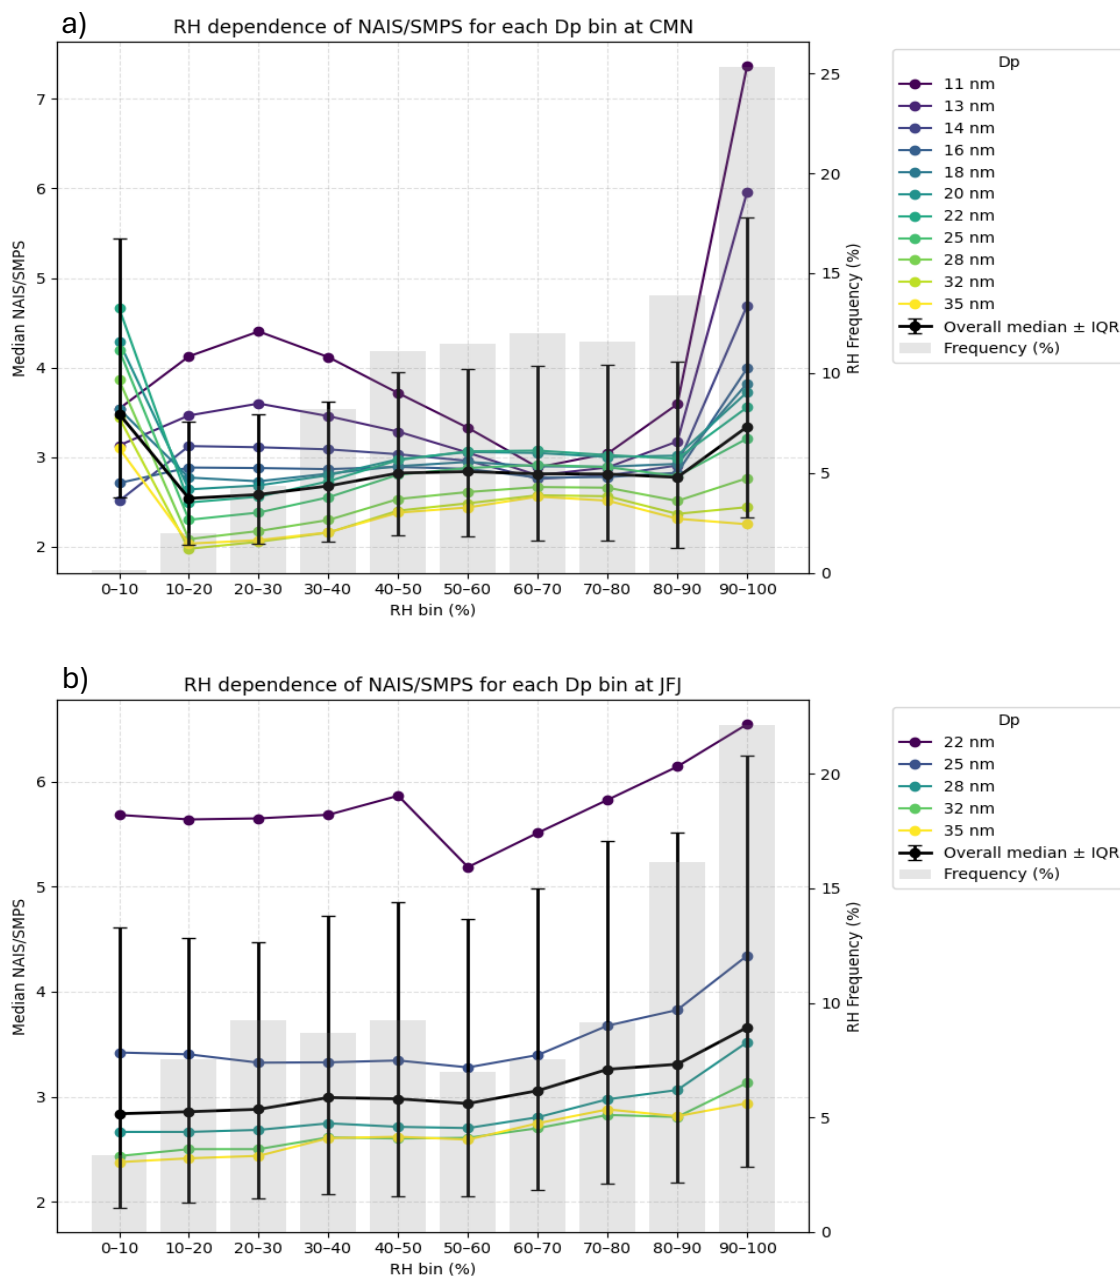 a)
RH dependence of NAIS/SMPS for each Dp bin at CMN
Median NAIS/SMPS
7
6
5
4
3
2
0–10 10–20 20–30 30–40 40–50 50–60 60–70 70–80 80–90 90–100
RH bin (%)
25
20
15
10
5
0
RH Frequency (%)
Dp
11 nm
13 nm
14 nm
16 nm
18 nm
20 nm
22 nm
25 nm
28 nm
32 nm
35 nm
Overall median ± IQR
Frequency (%)
b)
RH dependence of NAIS/SMPS for each Dp bin at JFJ
Median NAIS/SMPS
6
5
4
3
2
0–10 10–20 20–30 30–40 40–50 50–60 60–70 70–80 80–90 90–100
RH bin (%)
20
15
10
5
0
RH Frequency (%)
Dp
22 nm
25 nm
28 nm
32 nm
35 nm
Overall median ± IQR
Frequency (%)